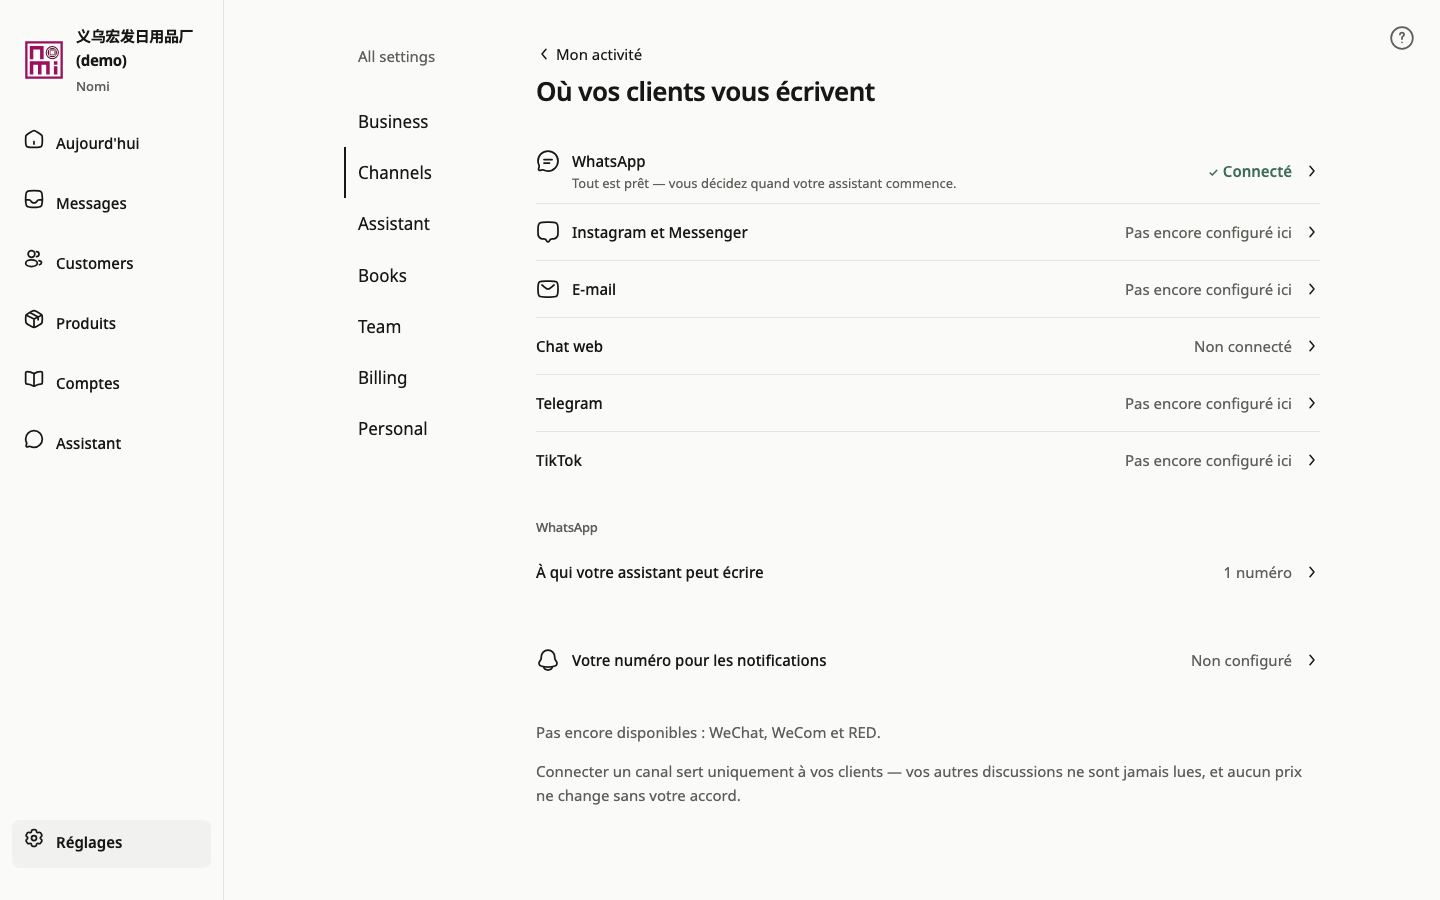 义乌宏发日用品厂
(demo)
Nomi
Aujourd'hui
Messages
Customers
Produits
Comptes
Assistant
Réglages
All settings
Business
Channels
Assistant
Books
Team
Billing
Personal
Mon activité
Où vos clients vous écrivent
WhatsApp
Tout est prêt — vous décidez quand votre assistant commence.
Connecté
Instagram et Messenger
Pas encore configuré ici
E-mail
Pas encore configuré ici
Chat web
Non connecté
Telegram
Pas encore configuré ici
TikTok
Pas encore configuré ici
WhatsApp
À qui votre assistant peut écrire
1 numéro
Votre numéro pour les notifications
Non configuré
Pas encore disponibles : WeChat, WeCom et RED.
Connecter un canal sert uniquement à vos clients — vos autres discussions ne sont jamais lues, et aucun prix
ne change sans votre accord.